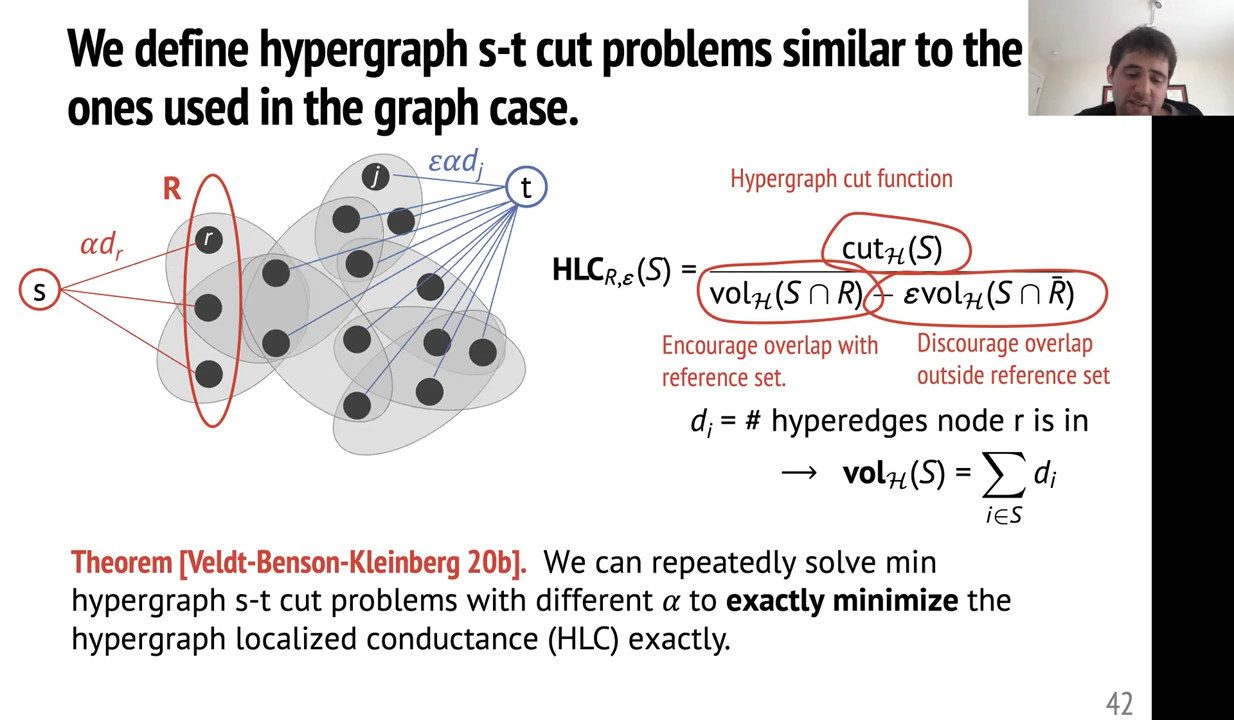 We define hypergraph s-t cut problems similar to the
ones used in the graph case.
R
r
αd_r
s
j
εαd_j
t
Hypergraph cut function
HLC_{R,ε}(S) = cut_ℋ(S) / vol_ℋ(S ∩ R) − εvol_ℋ(S ∩ R̄)
Encourage overlap with
reference set.
Discourage overlap
outside reference set
d_i = # hyperedges node r is in
⟶ vol_ℋ(S) = ∑_{i∈S} d_i
Theorem [Veldt-Benson-Kleinberg 20b]. We can repeatedly solve min
hypergraph s-t cut problems with different α to exactly minimize the
hypergraph localized conductance (HLC) exactly.
42